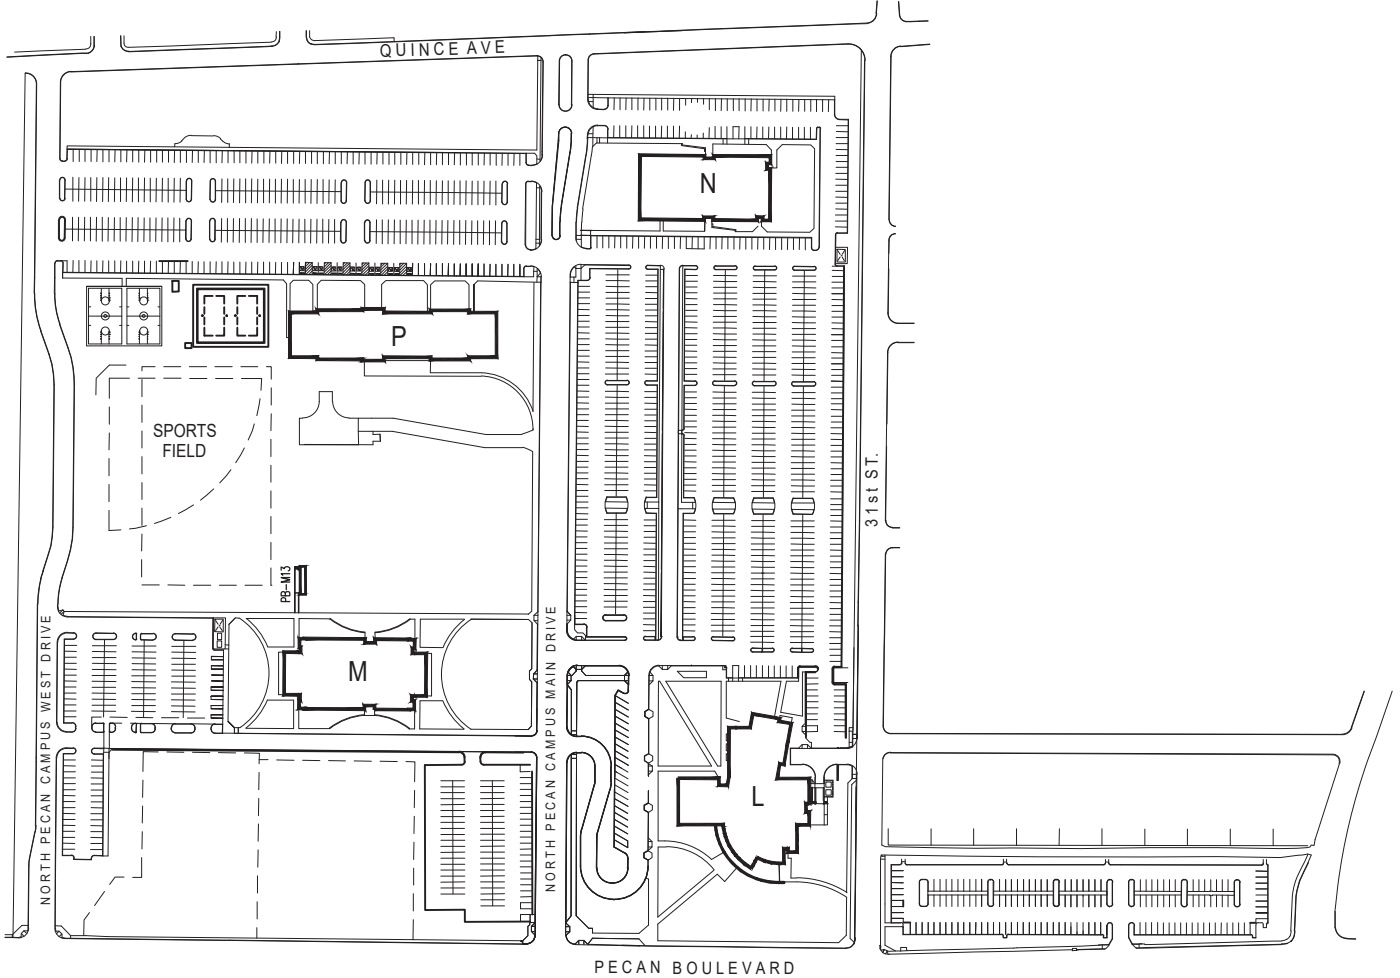 QUINCE AVE
N
P
SPORTS
FIELD
31st ST.
PB-M13
M
NORTH PECAN CAMPUS WEST DRIVE
NORTH PECAN CAMPUS MAIN DRIVE
L
PECAN BOULEVARD